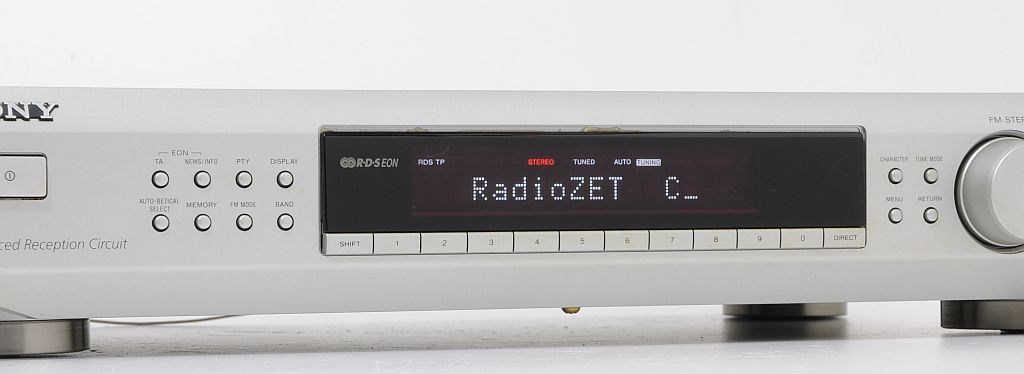 ONY
FM STER
EON
TA NEWS/INFO PTY DISPLAY
AUTO-BETICAL SELECT MEMORY FM MODE BAND
ced Reception Circuit
R·D·S EON
RDS TP STEREO TUNED AUTO TUNING
RadioZET C_
SHIFT 1 2 3 4 5 6 7 8 9 0 DIRECT
CHARACTER TUNE MODE
MENU RETURN